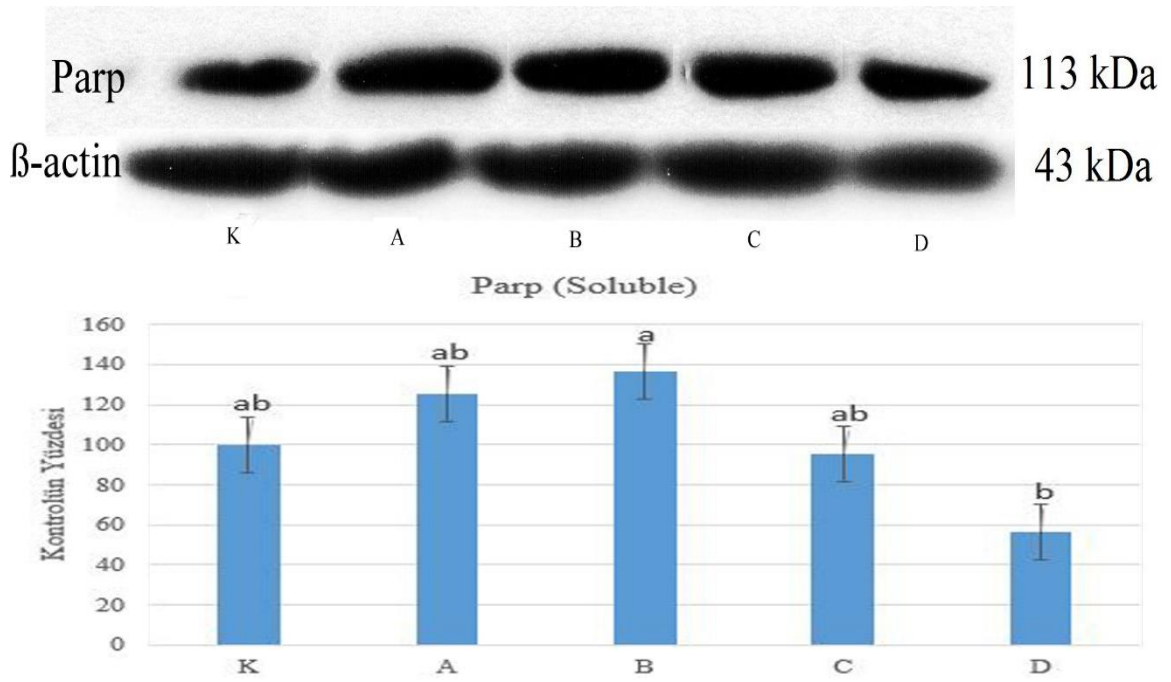 Parp 113 kDa
ß-actin 43 kDa
K A B C D
Parp (Soluble)
Kontrolün Yüzdesi
160
140
120
100
80
60
40
20
0
ab ab a ab b
K A B C D